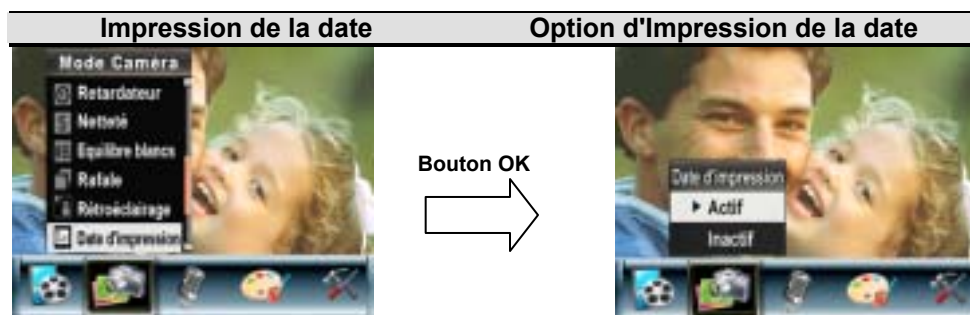 Impression de la date
Option d'Impression de la date
Mode Caméra
Retardateur
Netteté
Equilibre blancs
Rafale
Rétroéclairage
Date d'impression
Bouton OK
Date d'impression
Actif
Inactif